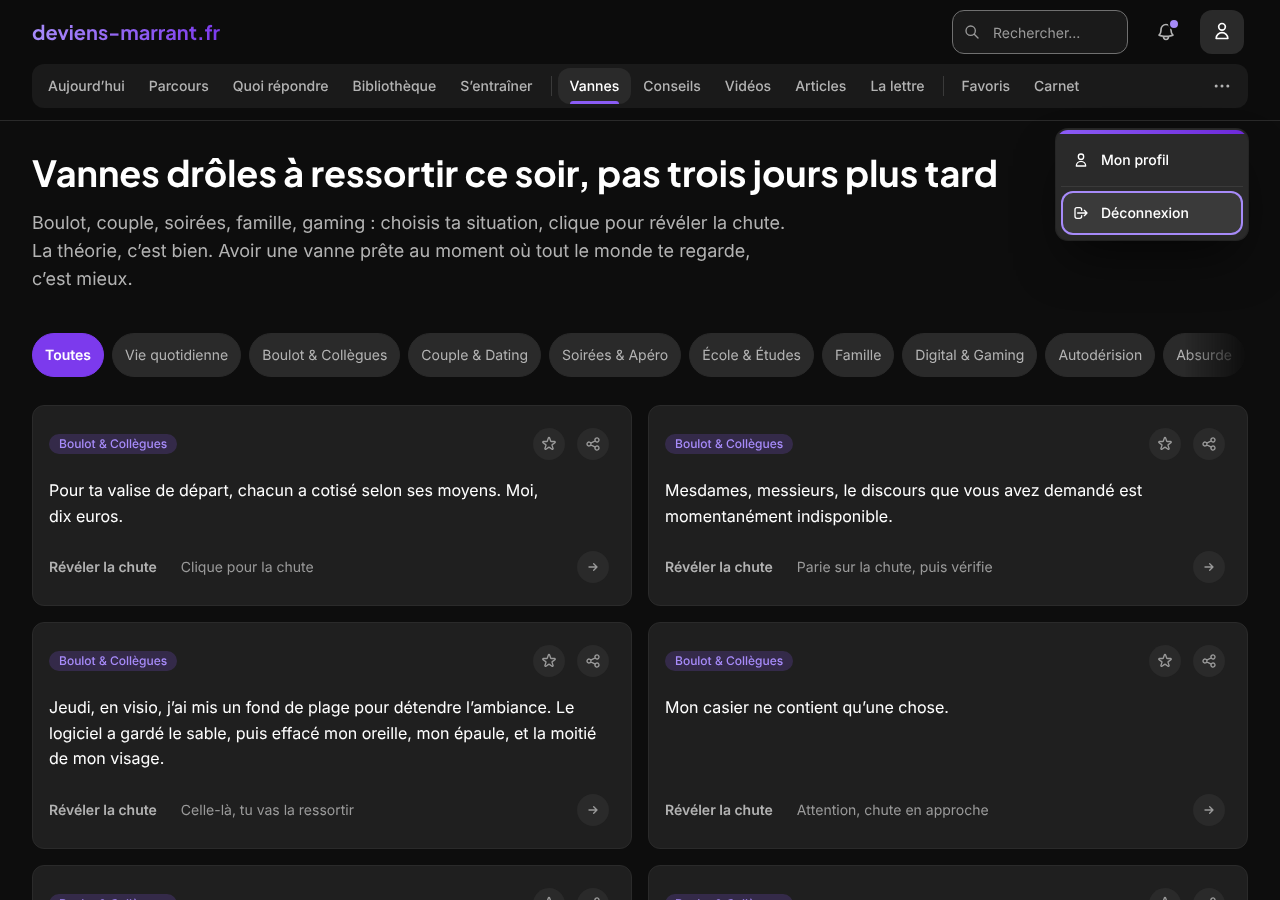 deviens-marrant.fr
Rechercher...
Aujourd’hui Parcours Quoi répondre Bibliothèque S’entraîner Vannes Conseils Vidéos Articles La lettre Favoris Carnet
Mon profil
Déconnexion
Vannes drôles à ressortir ce soir, pas trois jours plus tard
Boulot, couple, soirées, famille, gaming : choisis ta situation, clique pour révéler la chute.
La théorie, c’est bien. Avoir une vanne prête au moment où tout le monde te regarde,
c’est mieux.
Toutes Vie quotidienne Boulot & Collègues Couple & Dating Soirées & Apéro École & Études Famille Digital & Gaming Autodérision Absurde
Boulot & Collègues
Pour ta valise de départ, chacun a cotisé selon ses moyens. Moi,
dix euros.
Révéler la chute Clique pour la chute
Boulot & Collègues
Mesdames, messieurs, le discours que vous avez demandé est
momentanément indisponible.
Révéler la chute Parie sur la chute, puis vérifie
Boulot & Collègues
Jeudi, en visio, j’ai mis un fond de plage pour détendre l’ambiance. Le
logiciel a gardé le sable, puis effacé mon oreille, mon épaule, et la moitié
de mon visage.
Révéler la chute Celle-là, tu vas la ressortir
Boulot & Collègues
Mon casier ne contient qu’une chose.
Révéler la chute Attention, chute en approche